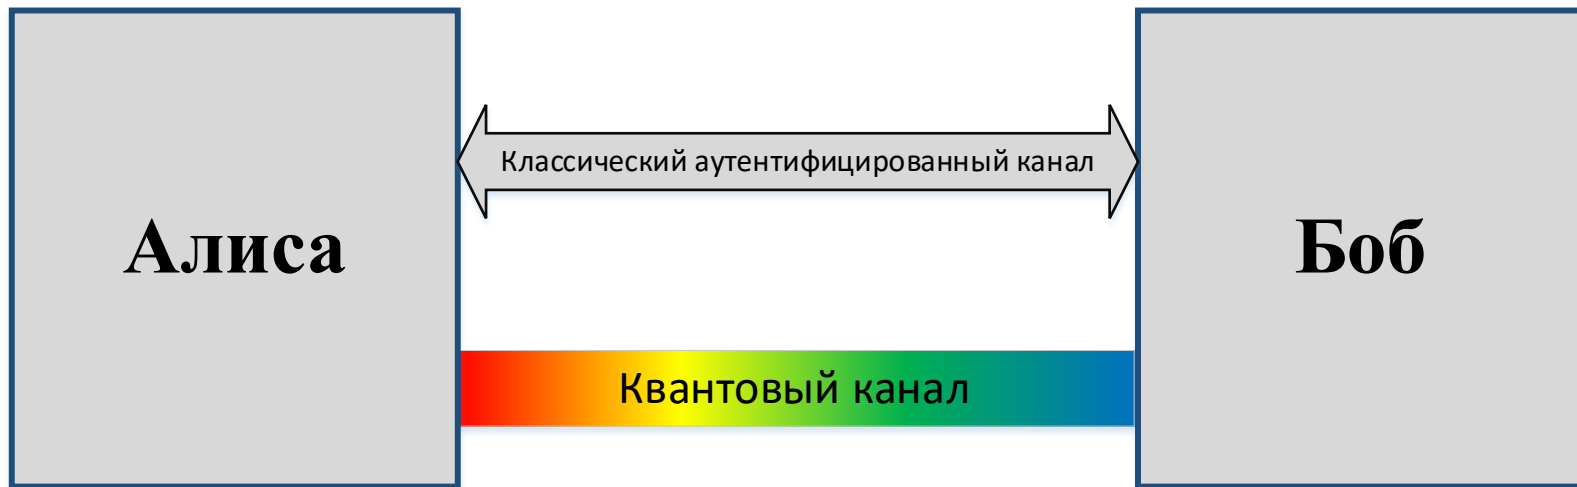 Алиса
Классический аутентифицированный канал
Квантовый канал
Боб